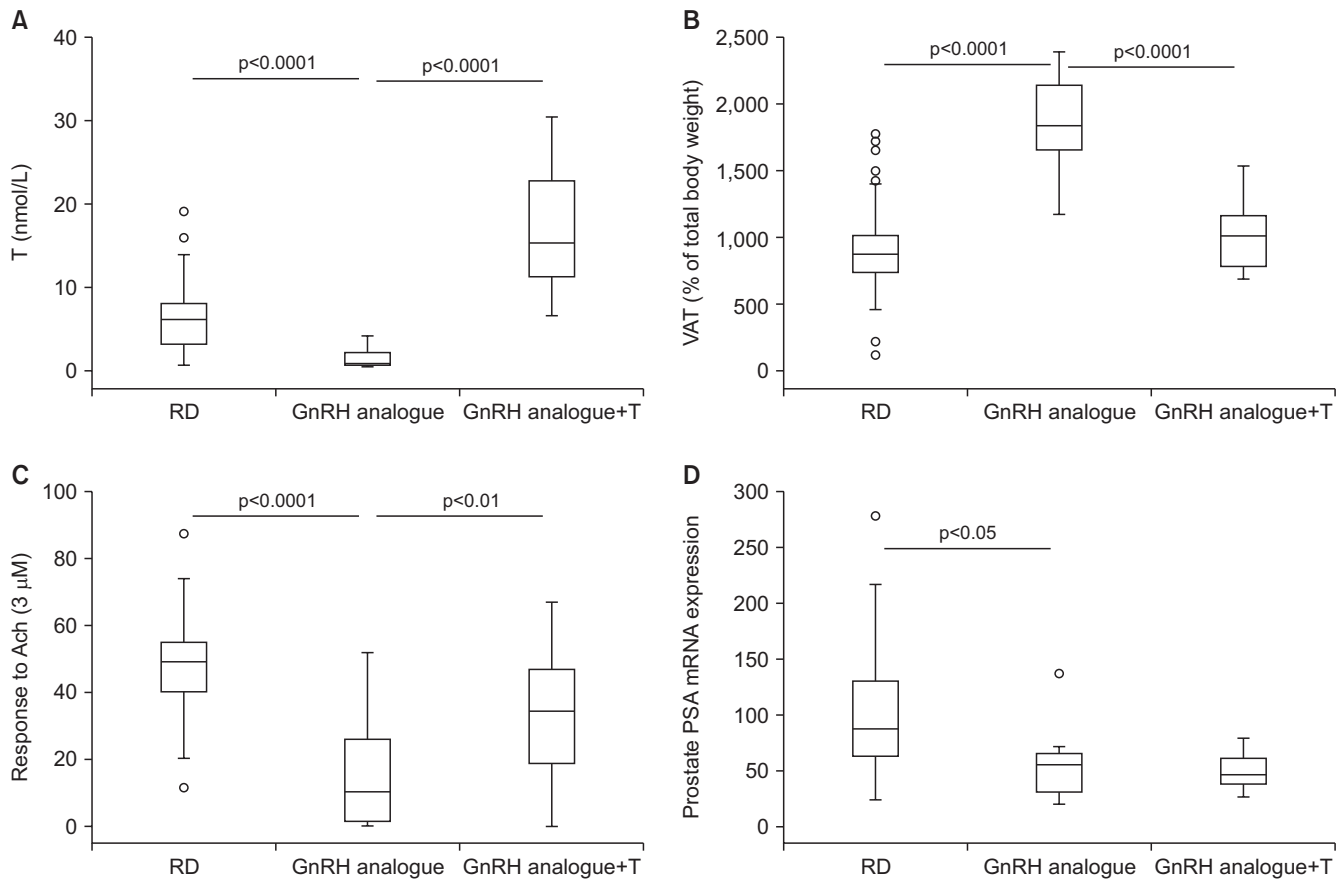 A
T (nmol/L)
40
30
20
10
0
p<0.0001
p<0.0001
RD
GnRH analogue
GnRH analogue+T
B
VAT (% of total body weight)
2,500
2,000
1,500
1,000
500
0
p<0.0001
p<0.0001
RD
GnRH analogue
GnRH analogue+T
C
Response to Ach (3 μM)
100
80
60
40
20
0
p<0.0001
p<0.01
RD
GnRH analogue
GnRH analogue+T
D
Prostate PSA mRNA expression
300
250
200
150
100
50
0
p<0.05
RD
GnRH analogue
GnRH analogue+T